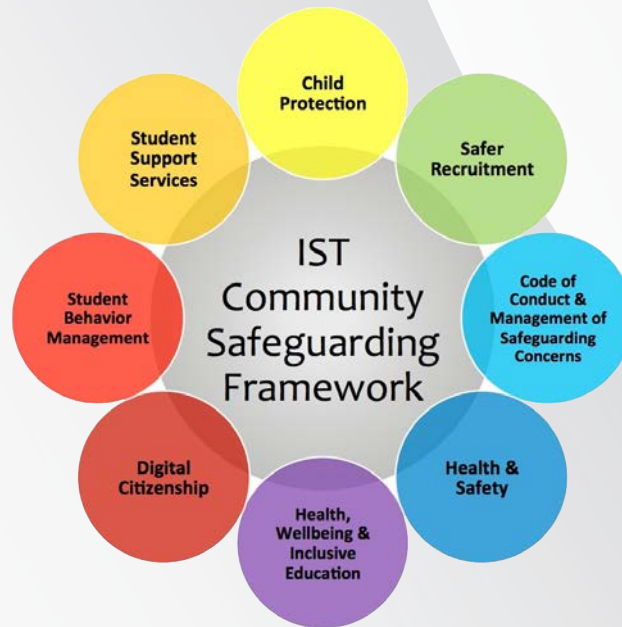 Child
Protection
Safer
Recruitment
Code of
Conduct &
Management of
Safeguarding
Concerns
Health &
Safety
Health,
Wellbeing &
Inclusive
Education
Digital
Citizenship
Student
Behavior
Management
Student
Support
Services
IST
Community
Safeguarding
Framework